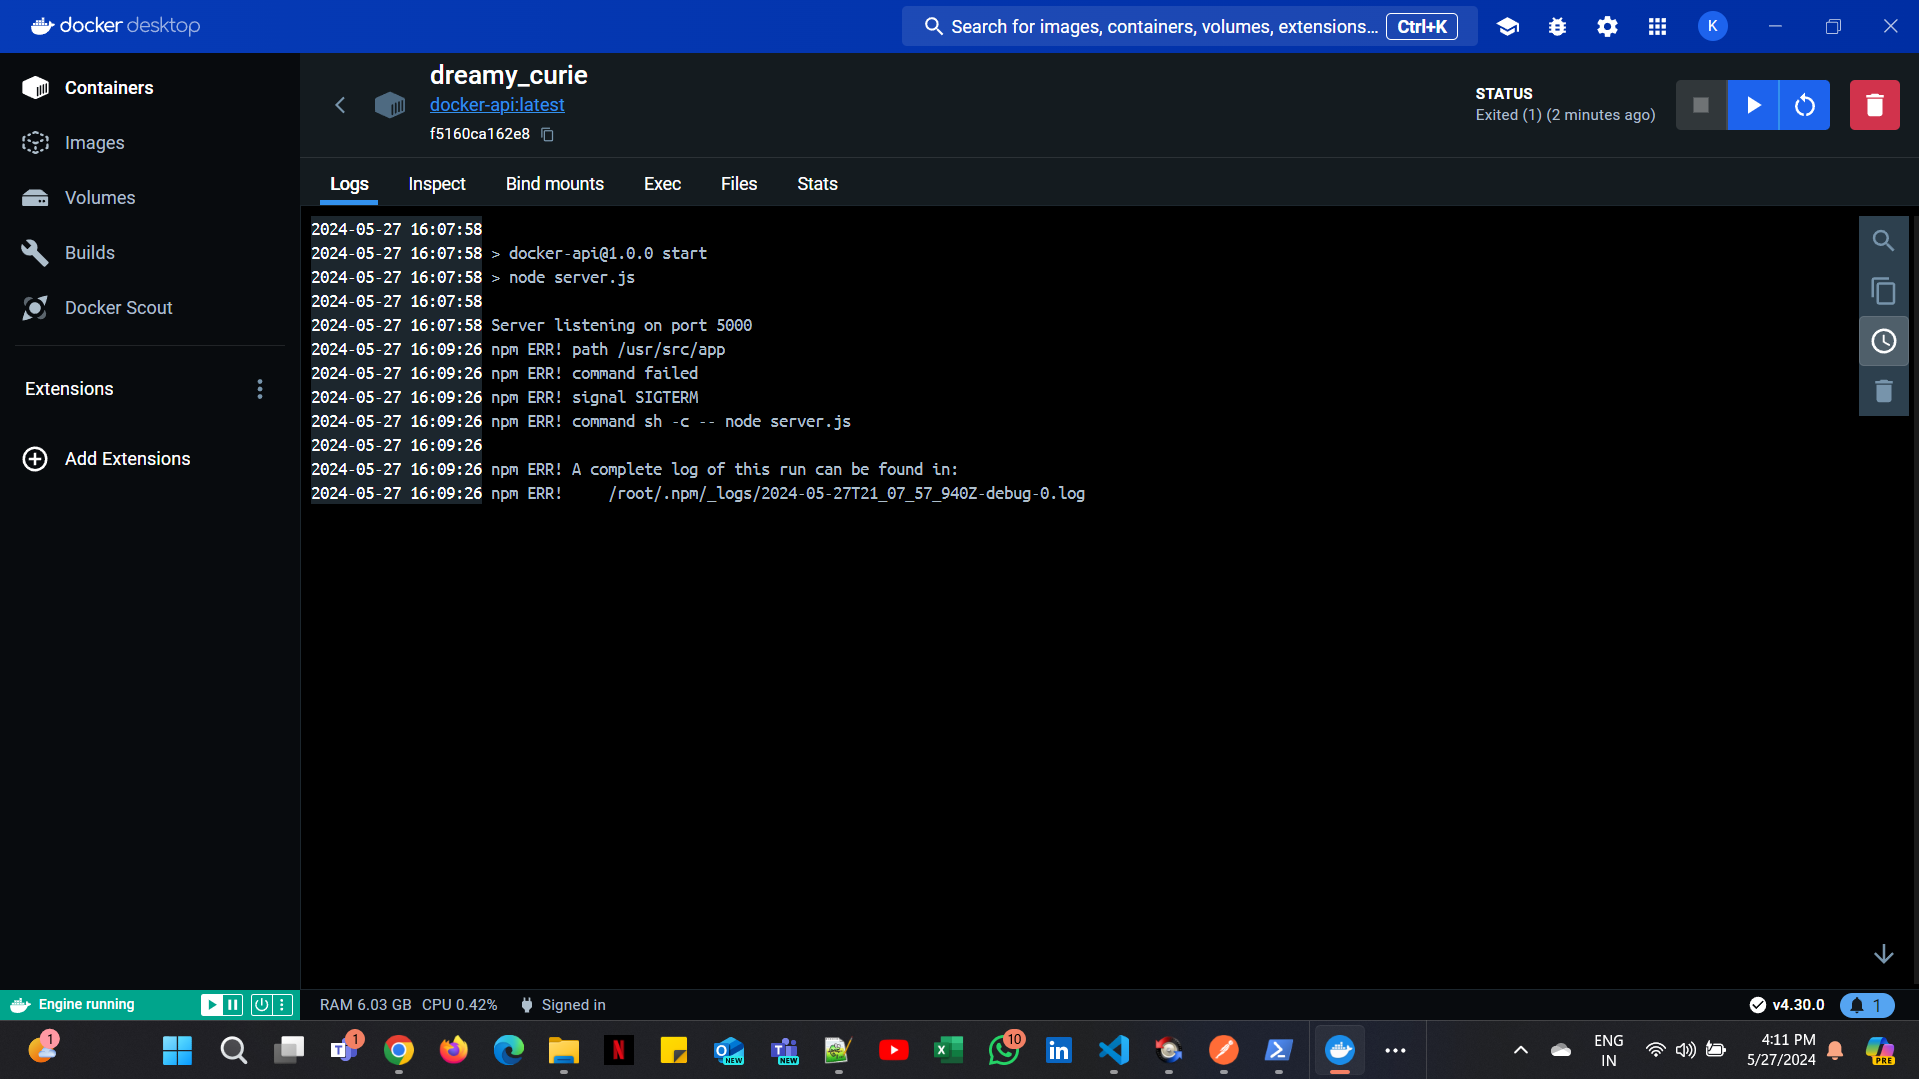 docker desktop
Search for images, containers, volumes, extensions... Ctrl+K
K
Containers
Images
Volumes
Builds
Docker Scout
Extensions
Add Extensions
dreamy_curie
docker-api:latest
f5160ca162e8
STATUS
Exited (1) (2 minutes ago)
Logs Inspect Bind mounts Exec Files Stats
2024-05-27 16:07:58
2024-05-27 16:07:58 > docker-api@1.0.0 start
2024-05-27 16:07:58 > node server.js
2024-05-27 16:07:58
2024-05-27 16:07:58 Server listening on port 5000
2024-05-27 16:09:26 npm ERR! path /usr/src/app
2024-05-27 16:09:26 npm ERR! command failed
2024-05-27 16:09:26 npm ERR! signal SIGTERM
2024-05-27 16:09:26 npm ERR! command sh -c -- node server.js
2024-05-27 16:09:26
2024-05-27 16:09:26 npm ERR! A complete log of this run can be found in:
2024-05-27 16:09:26 npm ERR!     /root/.npm/_logs/2024-05-27T21_07_57_940Z-debug-0.log
Engine running
RAM 6.03 GB CPU 0.42% Signed in
v4.30.0 1
1
1
NEW
NEW
10
ENG
IN
4:11 PM
5/27/2024
PRE